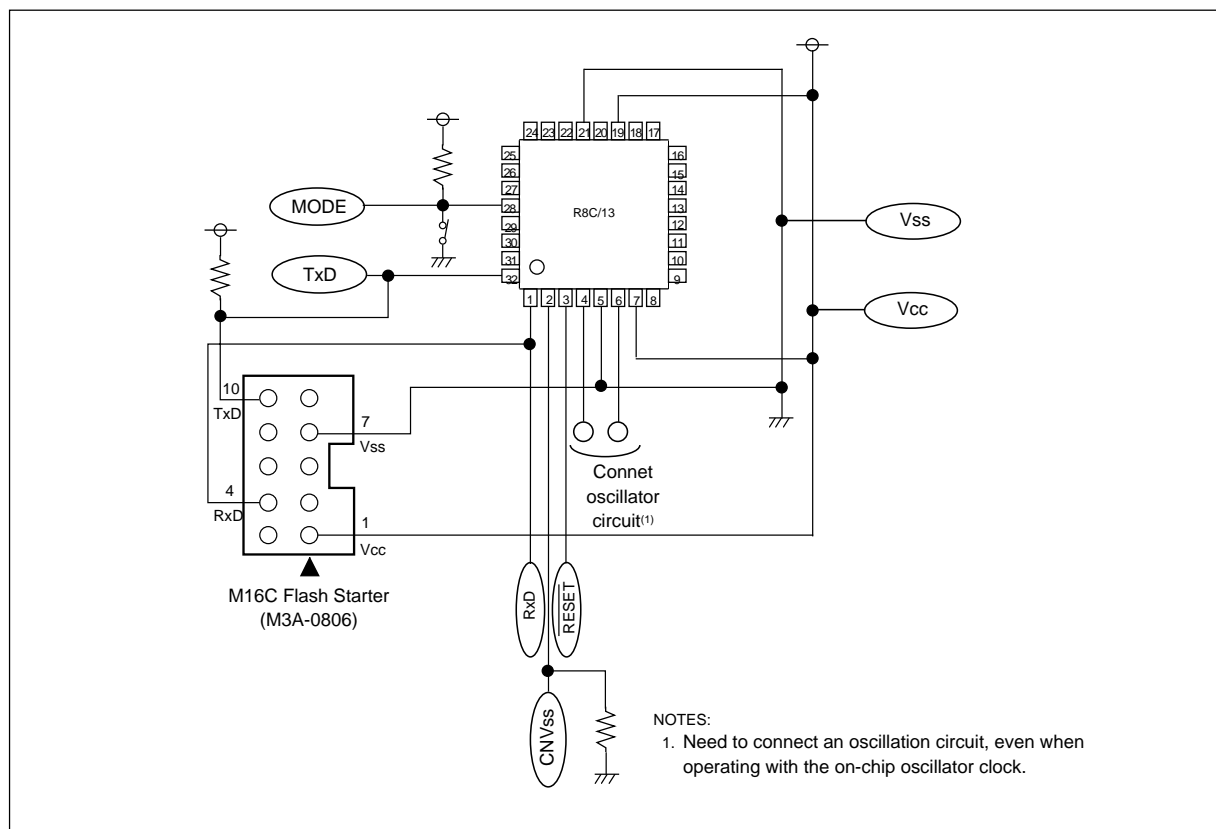 24 23 22 21 20 19 18 17
25
26
27
28
29
30
31
32
R8C/13
16
15
14
13
12
11
10
9
1 2 3 4 5 6 7 8
MODE
TxD
Vss
Vcc
10
TxD
7
Vss
4
RxD
1
Vcc
Connet
oscillator
circuit(1)
M16C Flash Starter
(M3A-0806)
RxD
RESET
CNVss
NOTES:
1. Need to connect an oscillation circuit, even when
operating with the on-chip oscillator clock.